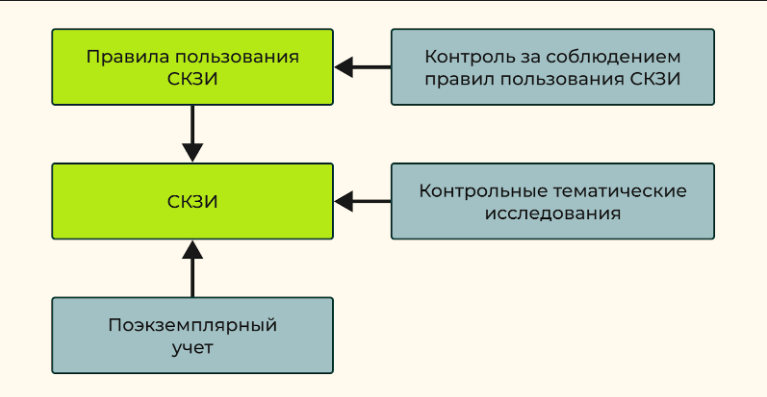 Правила пользования
СКЗИ
Контроль за соблюдением
правил пользования СКЗИ
СКЗИ
Контрольные тематические
исследования
Поэкземплярный
учет